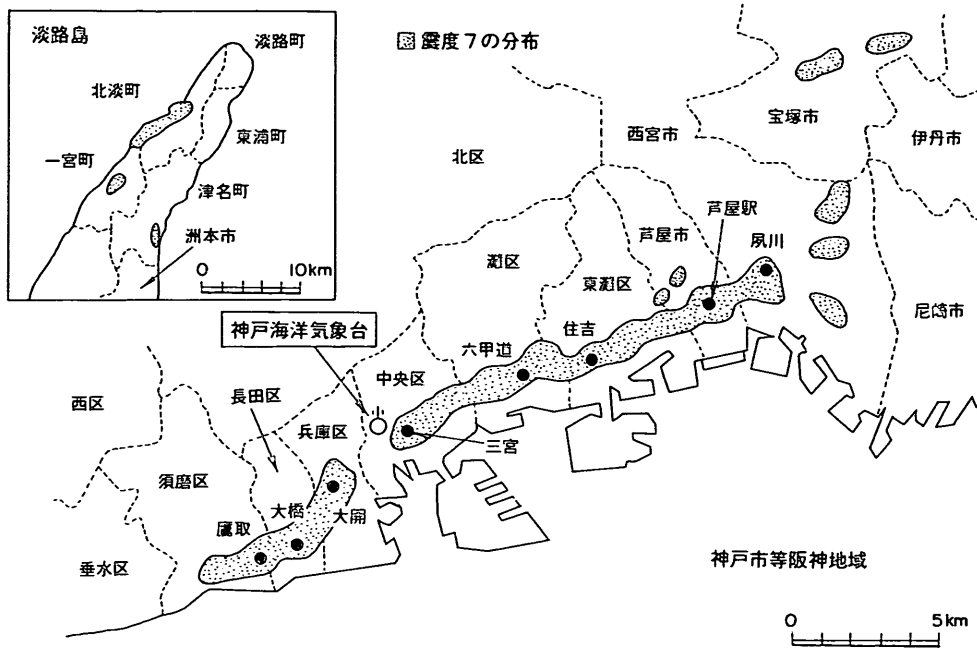 淡路島
淡路町
北淡町
東浦町
一宮町
津名町
洲本市
0 10km
震度7の分布
北区
西宮市
宝塚市
伊丹市
芦屋駅
夙川
芦屋市
灘区
東灘区
尼崎市
住吉
神戸海洋気象台
六甲道
中央区
西区
長田区
兵庫区
三宮
須磨区
大橋
大開
鷹取
垂水区
神戸市等阪神地域
0 5km